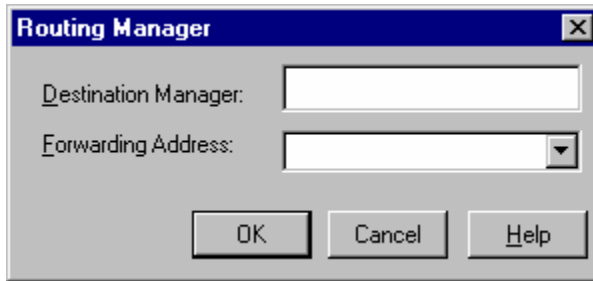 Routing Manager
Destination Manager:
Forwarding Address:
OK Cancel Help